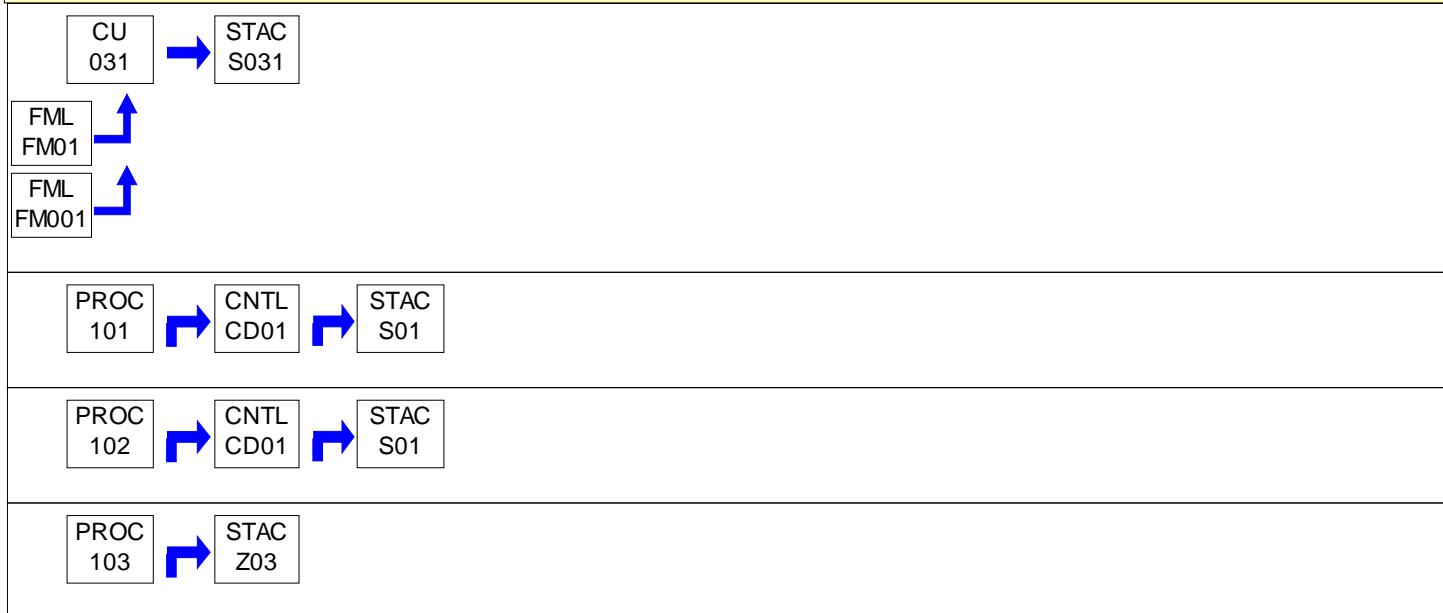 CU
031
STAC
S031
FML
FM01
FML
FM001
PROC
101
CNTL
CD01
STAC
S01
PROC
102
CNTL
CD01
STAC
S01
PROC
103
STAC
Z03